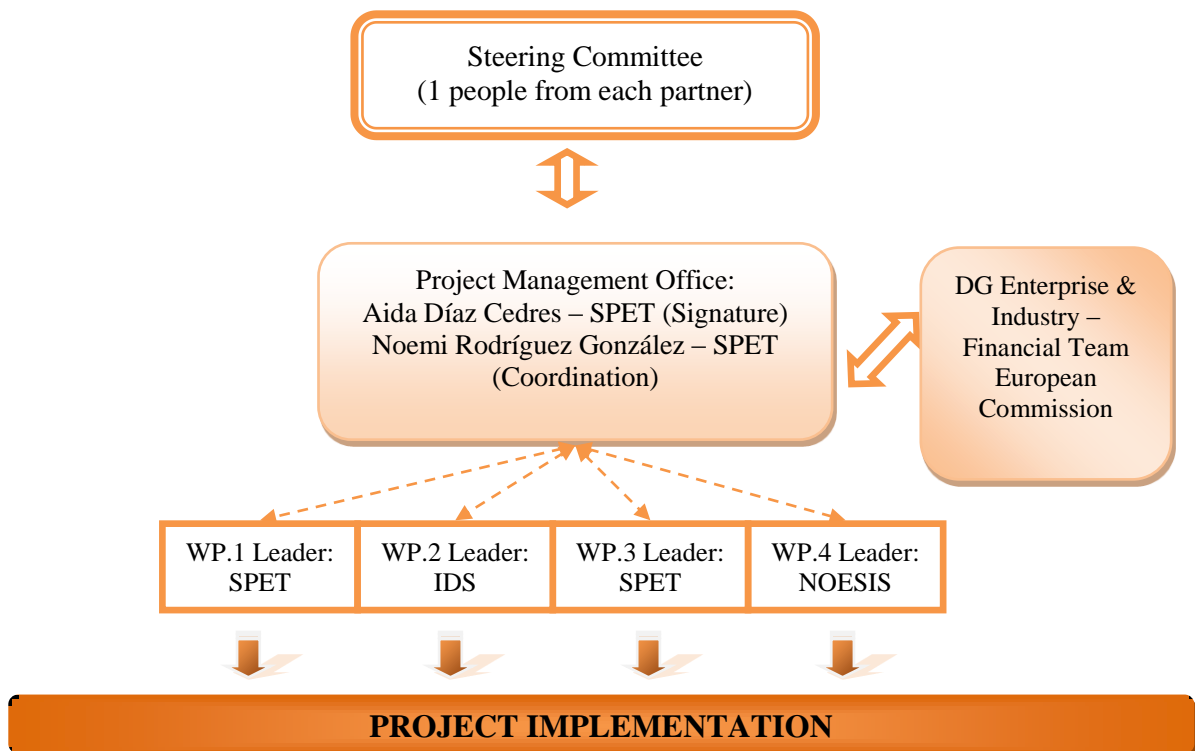 Steering Committee
(1 people from each partner)
Project Management Office:
Aida Díaz Cedres – SPET (Signature)
Noemi Rodríguez González – SPET
(Coordination)
DG Enterprise &
Industry –
Financial Team
European
Commission
WP.1 Leader:
SPET
WP.2 Leader:
IDS
WP.3 Leader:
SPET
WP.4 Leader:
NOESIS
PROJECT IMPLEMENTATION